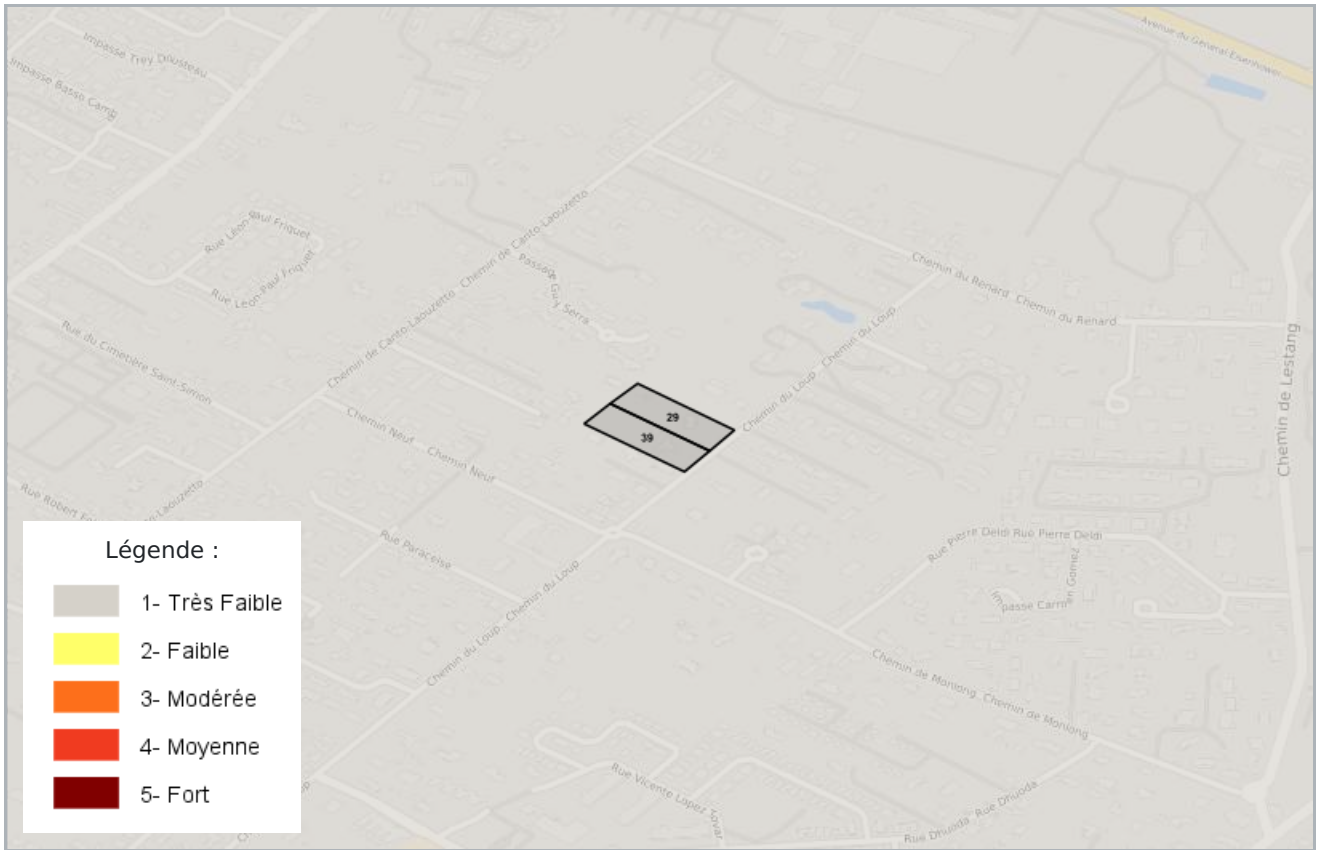 Avenue du Général Eisenhower
Impasse Trey Dousteau
Impasse Basso Camb
Rue Léon-Paul Friquet
Rue Léon-Paul Friquet
Chemin de Canto-Laouzetto
Chemin de Canto-Laouzetto
Passage Guy Serra
Chemin du Renard
Chemin du Renard
Chemin du Loup
Chemin du Loup
Chemin de Lestang
Rue du Cimetière Saint-Simon
29
39
Chemin Neuf
Chemin Neuf
Rue Robert
Laouzetto
Rue Paracelse
Chemin du Loup
Chemin du Loup
Rue Pierre Deldi
Rue Pierre Deldi
Impasse Carmen Gomez
Chemin de Monlong
Chemin de Monlong
Rue Vicente Lopez Tovar
Rue Dhuoda
Rue Dhuoda
Légende :
1- Très Faible
2- Faible
3- Modérée
4- Moyenne
5- Fort